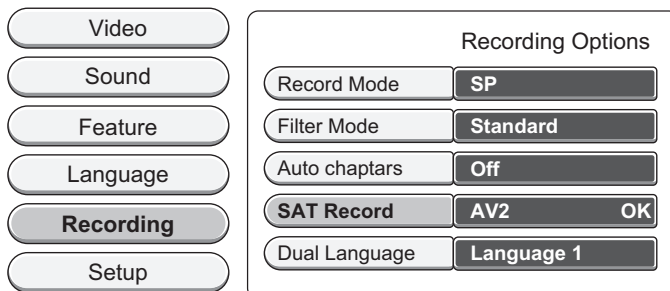 Video
Sound
Feature
Language
Recording
Setup
Recording Options
Record Mode SP
Filter Mode Standard
Auto chaptars Off
SAT Record AV2 OK
Dual Language Language 1